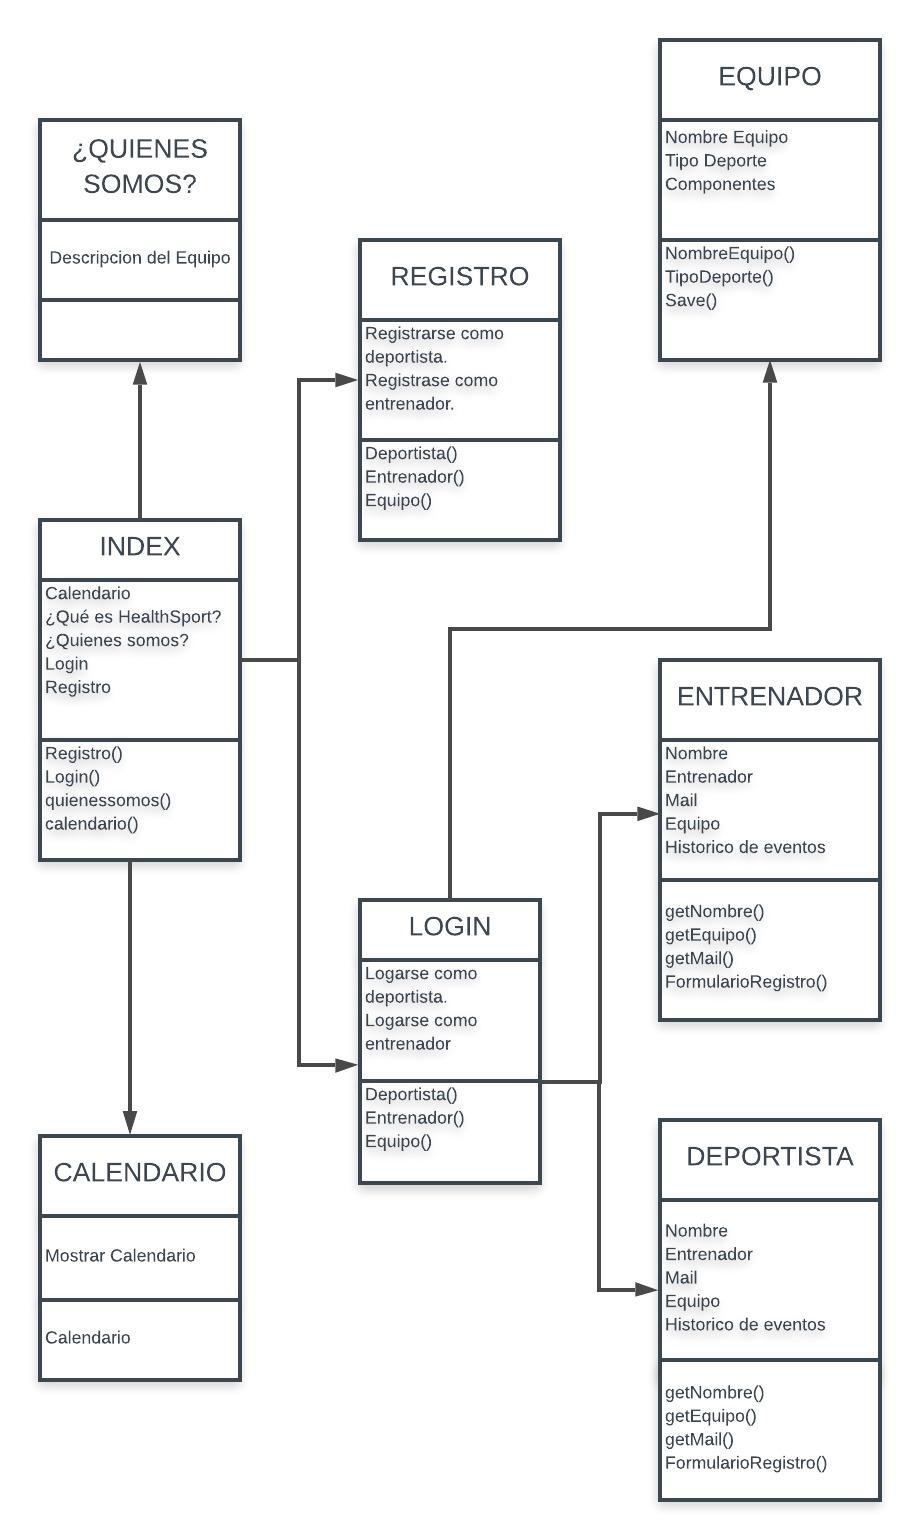 EQUIPO
Nombre Equipo
Tipo Deporte
Componentes
NombreEquipo()
TipoDeporte()
Save()
¿QUIENES
SOMOS?
Descripcion del Equipo
REGISTRO
Registrarse como
deportista.
Registrase como
entrenador.
Deportista()
Entrenador()
Equipo()
INDEX
Calendario
¿Qué es HealthSport?
¿Quienes somos?
Login
Registro
Registro()
Login()
quienessomos()
calendario()
ENTRENADOR
Nombre
Entrenador
Mail
Equipo
Historico de eventos
getNombre()
getEquipo()
getMail()
FormularioRegistro()
LOGIN
Logarse como
deportista.
Logarse como
entrenador
Deportista()
Entrenador()
Equipo()
CALENDARIO
Mostrar Calendario
Calendario
DEPORTISTA
Nombre
Entrenador
Mail
Equipo
Historico de eventos
getNombre()
getEquipo()
getMail()
FormularioRegistro()